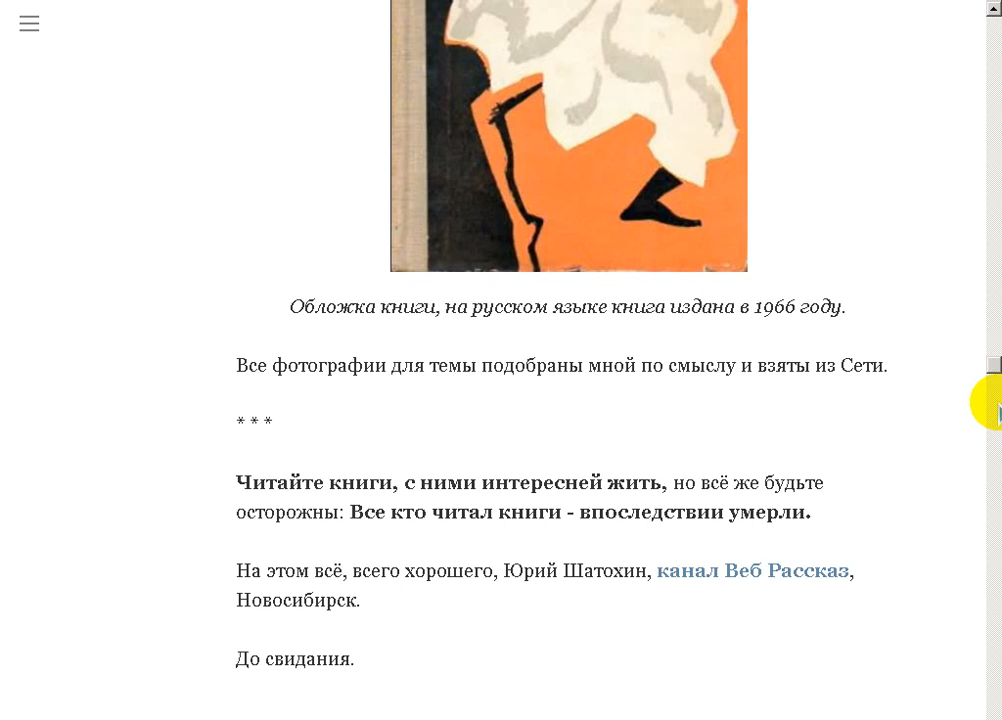 Обложка книги, на русском языке книга издана в 1966 году.
Все фотографии для темы подобраны мной по смыслу и взяты из Сети.
* * *
Читайте книги, с ними интересней жить, но всё же будьте
осторожны: Все кто читал книги - впоследствии умерли.
На этом всё, всего хорошего, Юрий Шатохин, канал Веб Рассказ,
Новосибирск.
До свидания.